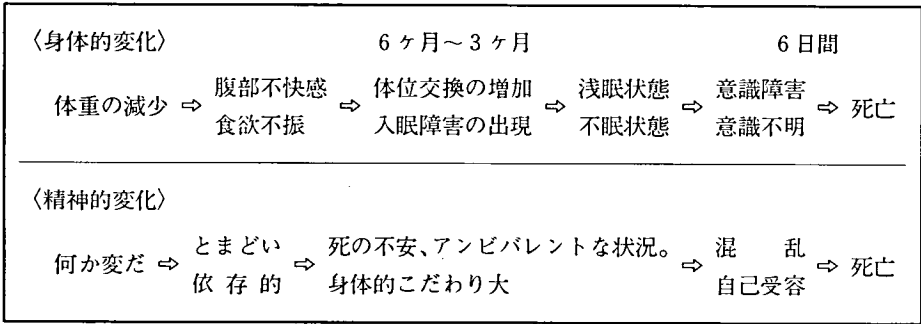 〈身体的変化〉 6ヶ月～3ヶ月 6日間
体重の減少 ⇨ 腹部不快感 ⇨ 体位交換の増加 ⇨ 浅眠状態 ⇨ 意識障害 ⇨ 死亡
食欲不振 入眠障害の出現 不眠状態 意識不明
〈精神的変化〉
何か変だ ⇨ とまどい ⇨ 死の不安、アンビバレントな状況。 ⇨ 混乱 ⇨ 死亡
依存的 身体的こだわり大 自己受容